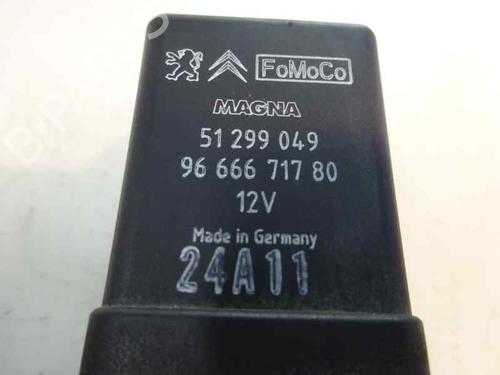 FoMoCo
MAGNA
51 299 049
96 666 717 80
12V
Made in Germany
24A11